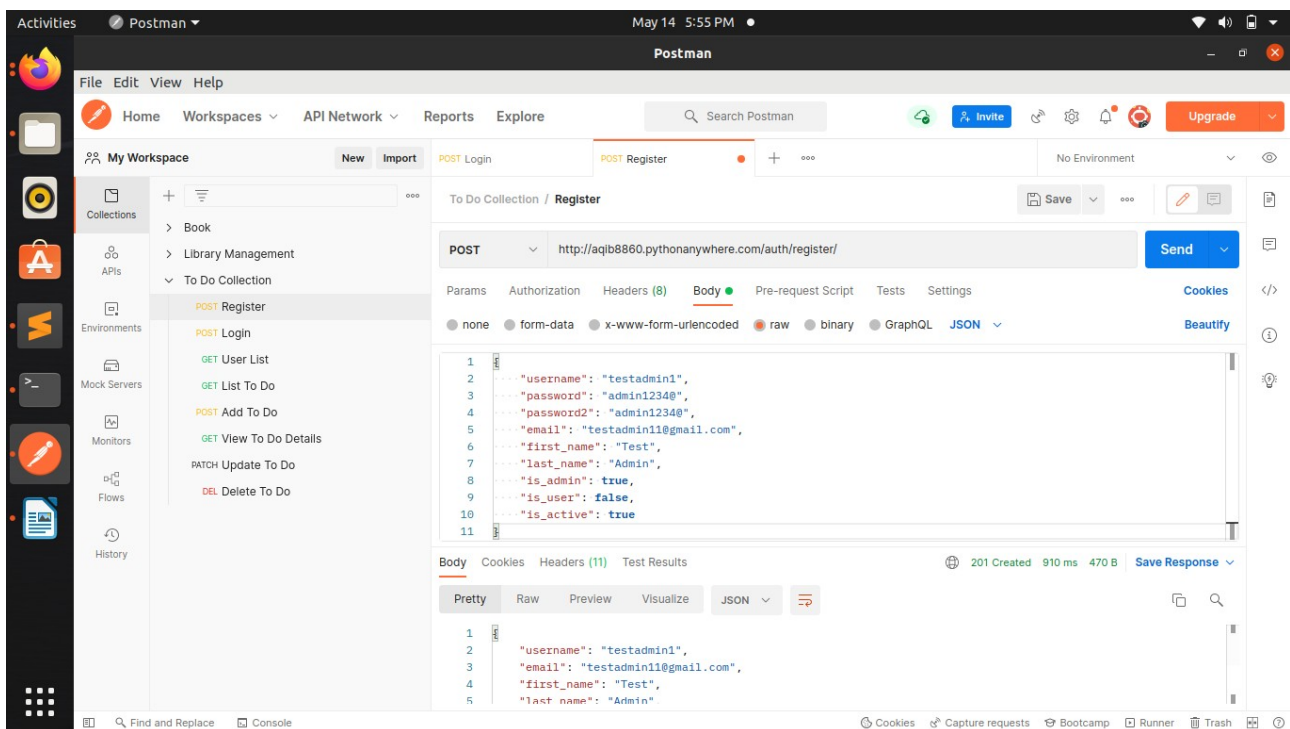 Activities Postman May 14 5:55 PM
Postman
File Edit View Help
Home Workspaces API Network Reports Explore Search Postman Invite Upgrade
My Workspace New Import POST Login POST Register No Environment
Collections
APIs
Environments
Mock Servers
Monitors
Flows
History
Book
Library Management
To Do Collection
POST Register
POST Login
GET User List
GET List To Do
POST Add To Do
GET View To Do Details
PATCH Update To Do
DEL Delete To Do
To Do Collection / Register Save
POST http://aqib8860.pythonanywhere.com/auth/register/ Send
Params Authorization Headers (8) Body Pre-request Script Tests Settings Cookies
none form-data x-www-form-urlencoded raw binary GraphQL JSON Beautify
1 {
2 "username": "testadmin1",
3 "password": "admin1234@",
4 "password2": "admin1234@",
5 "email": "testadmin11@gmail.com",
6 "first_name": "Test",
7 "last_name": "Admin",
8 "is_admin": true,
9 "is_user": false,
10 "is_active": true
11 }
Body Cookies Headers (11) Test Results 201 Created 910 ms 470 B Save Response
Pretty Raw Preview Visualize JSON
1 {
2 "username": "testadmin1",
3 "email": "testadmin11@gmail.com",
4 "first_name": "Test",
5 "last_name": "Admin",
Find and Replace Console Cookies Capture requests Bootcamp Runner Trash